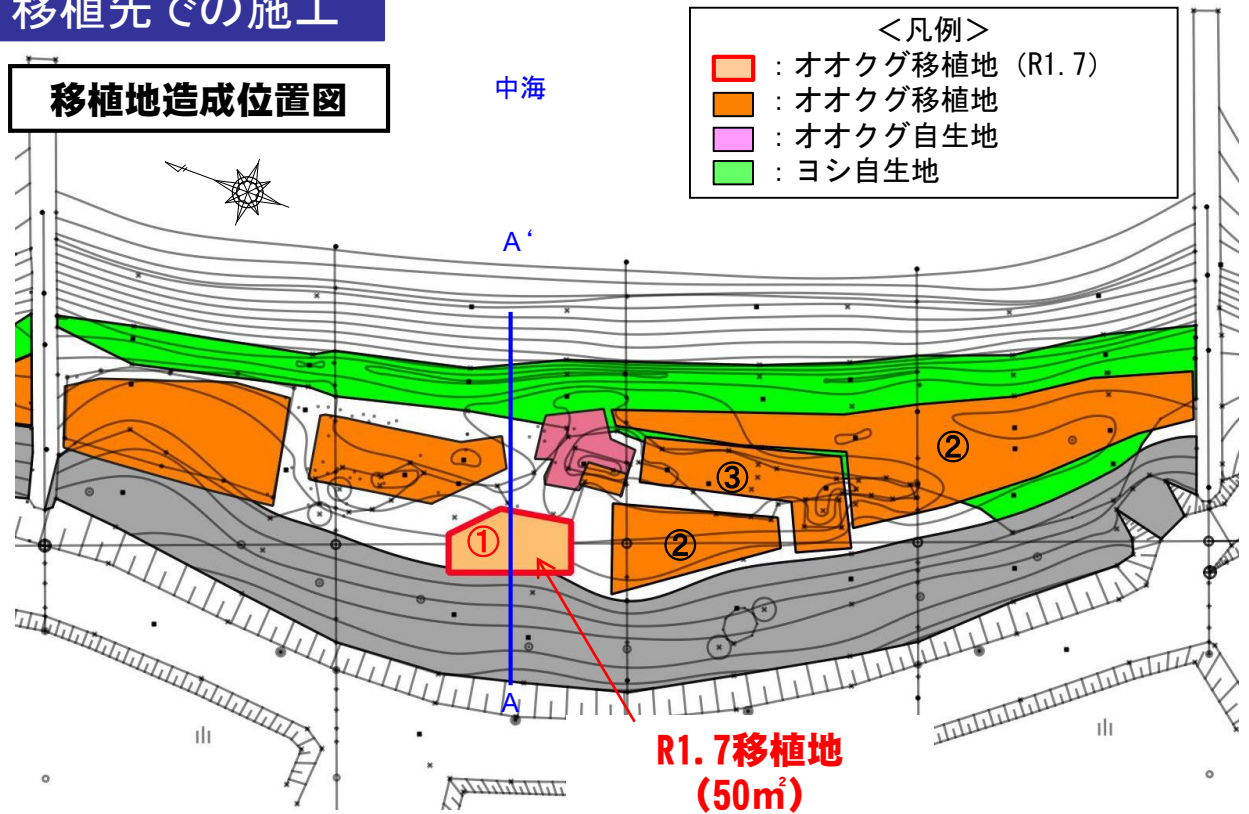 移植先での施工
移植地造成位置図
中海
＜凡例＞
：オオクグ移植地（R1.7）
：オオクグ移植地
：オオクグ自生地
：ヨシ自生地
A‘
②
③
①
②
A
R1.7移植地
（50㎡）